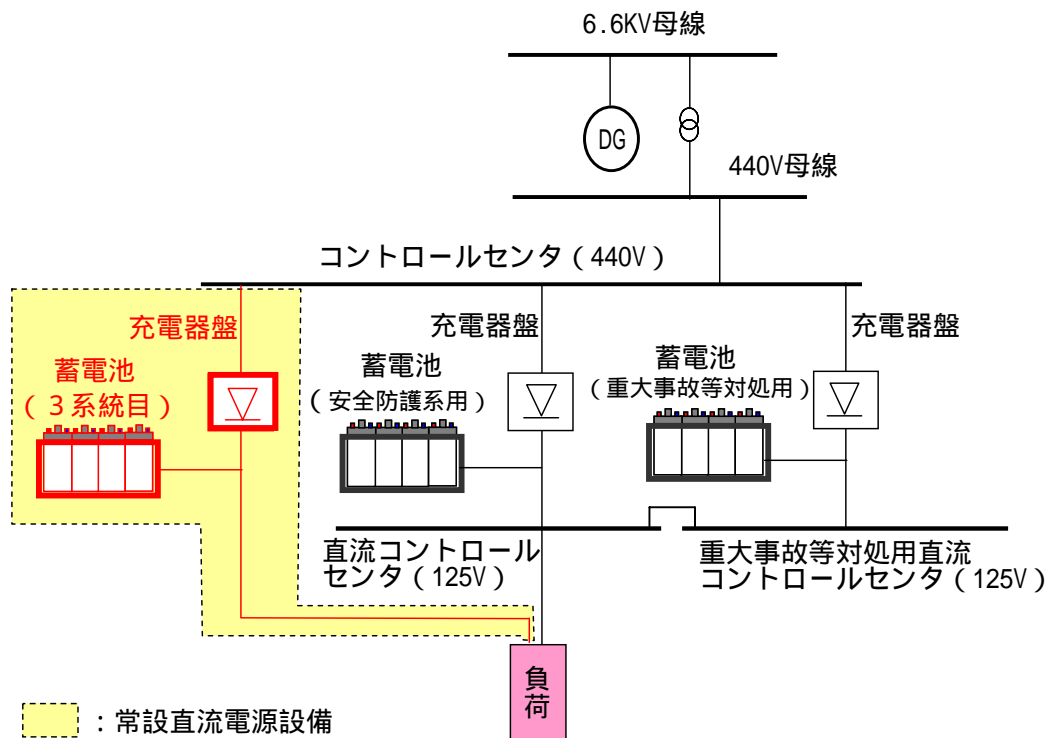 6.6KV母線
DG
440V母線
コントロールセンタ（440V）
充電器盤
蓄電池
（３系統目）
充電器盤
蓄電池
（安全防護系用）
充電器盤
蓄電池
（重大事故等対処用）
直流コントロール
センタ（125V）
重大事故等対処用直流
コントロールセンタ（125V）
負
荷
：常設直流電源設備